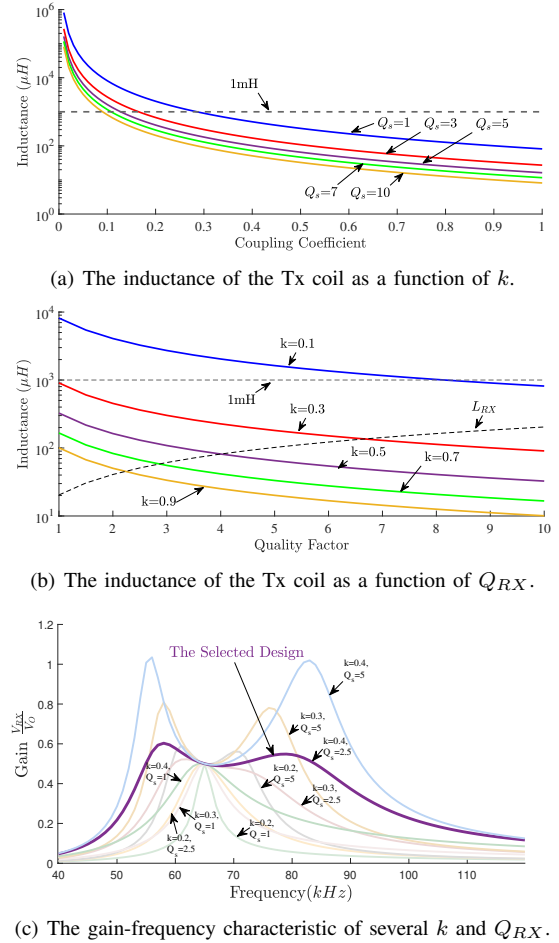 10^6
10^4
10^2
10^0
Inductance (μH)
1mH
Q_s=1
Q_s=3
Q_s=5
Q_s=7
Q_s=10
0 0.1 0.2 0.3 0.4 0.5 0.6 0.7 0.8 0.9 1
Coupling Coefficient
(a) The inductance of the Tx coil as a function of k.
10^4
10^3
10^2
10^1
Inductance (μH)
k=0.1
1mH
k=0.3
L_RX
k=0.5
k=0.7
k=0.9
1 2 3 4 5 6 7 8 9 10
Quality Factor
(b) The inductance of the Tx coil as a function of Q_RX.
1.2
1
0.8
0.6
0.4
0.2
0
Gain V_RX/V_O
The Selected Design
k=0.4,
Q_s=5
k=0.3,
Q_s=5
k=0.4,
Q_s=2.5
k=0.4,
Q_s=1
k=0.2,
Q_s=5
k=0.3,
Q_s=2.5
k=0.3,
Q_s=1
k=0.2,
Q_s=1
k=0.2,
Q_s=2.5
40 50 60 70 80 90 100 110
Frequency(kHz)
(c) The gain-frequency characteristic of several k and Q_RX.